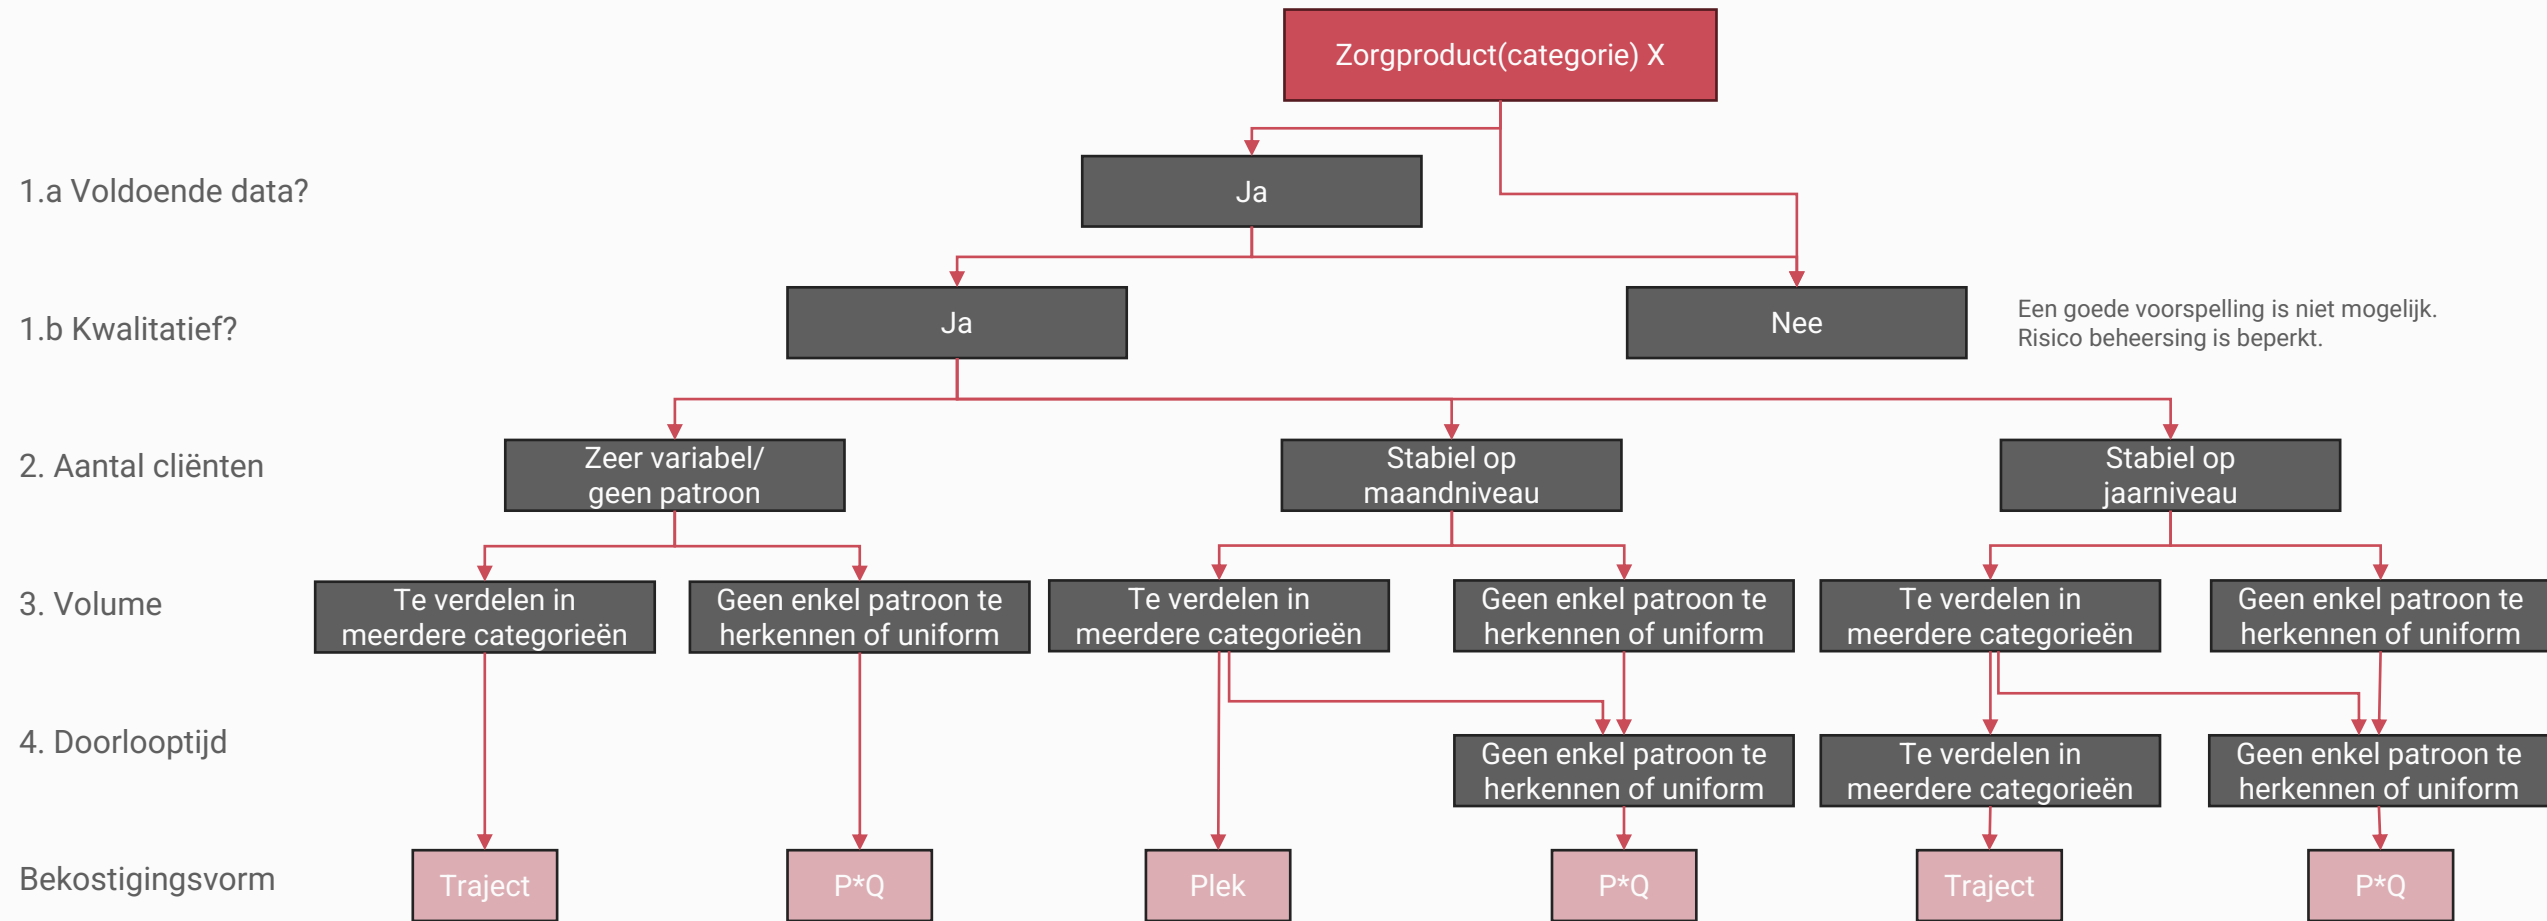 Zorgproduct(categorie) X
1.a Voldoende data?
Ja
1.b Kwalitatief?
Ja
Nee
Een goede voorspelling is niet mogelijk.
Risico beheersing is beperkt.
2. Aantal cliënten
Zeer variabel/
geen patroon
Stabiel op
maandniveau
Stabiel op
jaarniveau
3. Volume
Te verdelen in
meerdere categorieën
Geen enkel patroon te
herkennen of uniform
Te verdelen in
meerdere categorieën
Geen enkel patroon te
herkennen of uniform
Te verdelen in
meerdere categorieën
Geen enkel patroon te
herkennen of uniform
4. Doorlooptijd
Geen enkel patroon te
herkennen of uniform
Te verdelen in
meerdere categorieën
Geen enkel patroon te
herkennen of uniform
Bekostigingsvorm
Traject
P*Q
Plek
P*Q
Traject
P*Q